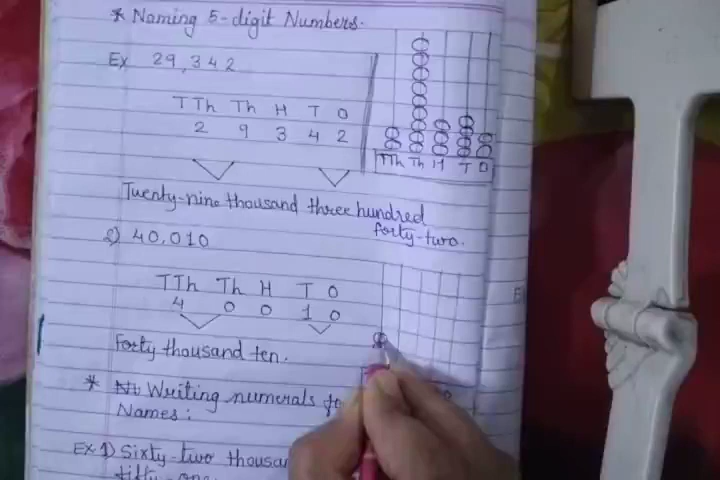 * Naming 5-digit Numbers.
Ex 29,342
TTh Th H T O
2 9 3 4 2
TTh Th H T O
Twenty-nine thousand three hundred
forty-two.
2) 40,010
TTh Th H T O
4 0 0 1 0
Forty thousand ten.
* Writing numerals
Names:
Ex 1) Sixty-two
fifty-one